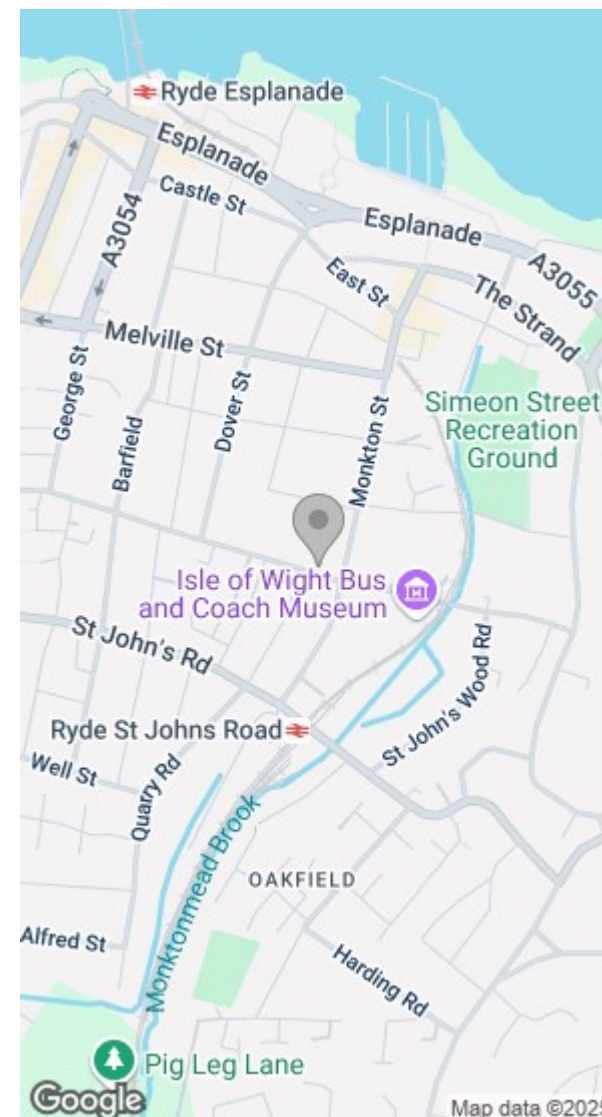 Ryde Esplanade
Esplanade
Castle St
A3054
Esplanade
A3055
East St
The Strand
Melville St
George St
Barfield
Dover St
Monkton St
Simeon Street
Recreation
Ground
Isle of Wight Bus
and Coach Museum
St John's Rd
St John's Wood Rd
Ryde St Johns Road
Well St
Quarry Rd
Monktonmead Brook
OAKFIELD
Alfred St
Harding Rd
Pig Leg Lane
Google
Map data ©2025